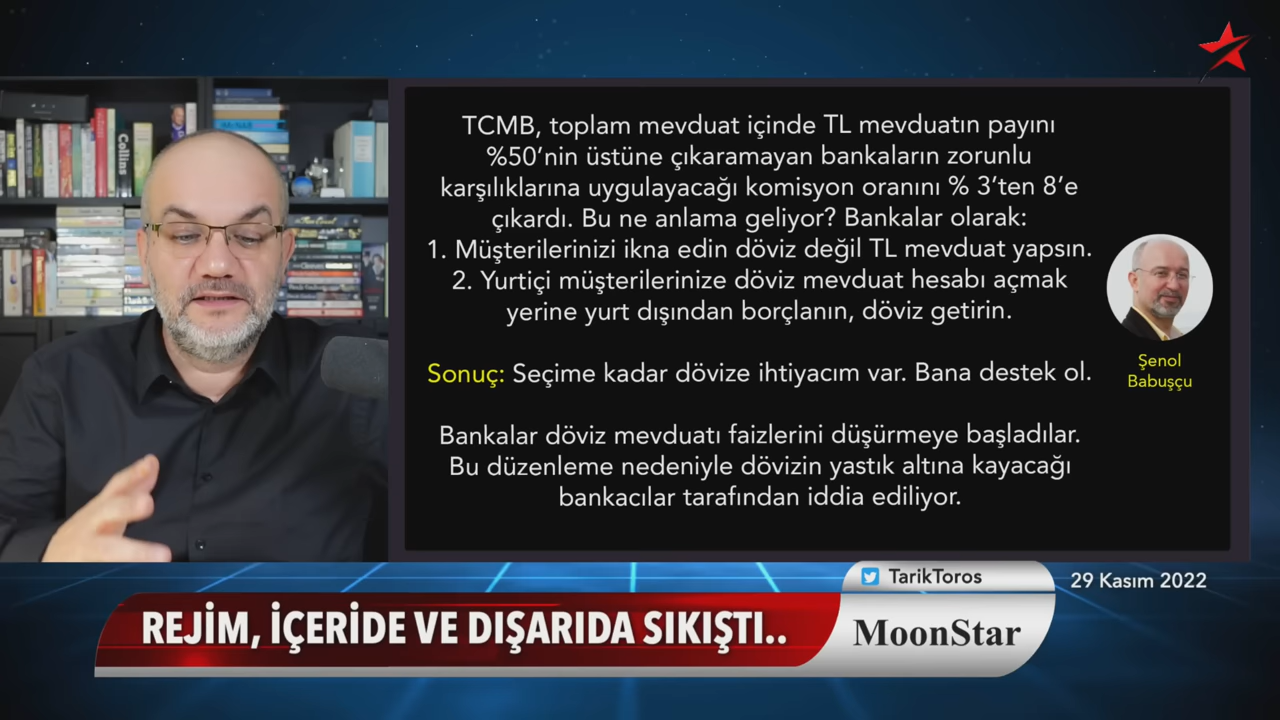 TCMB, toplam mevduat içinde TL mevduatın payını
%50’nin üstüne çıkaramayan bankaların zorunlu
karşılıklarına uygulayacağı komisyon oranını % 3’ten 8’e
çıkardı. Bu ne anlama geliyor? Bankalar olarak:
1. Müşterilerinizi ikna edin döviz değil TL mevduat yapsın.
2. Yurtiçi müşterilerinize döviz mevduat hesabı açmak
yerine yurt dışından borçlanın, döviz getirin.
Sonuç: Seçime kadar dövize ihtiyacım var. Bana destek ol.
Bankalar döviz mevduatı faizlerini düşürmeye başladılar.
Bu düzenleme nedeniyle dövizin yastık altına kayacağı
bankacılar tarafından iddia ediliyor.
Şenol
Babuşçu
Collins
TarikToros
29 Kasım 2022
REJİM, İÇERİDE VE DIŞARIDA SIKIŞTI..
MoonStar